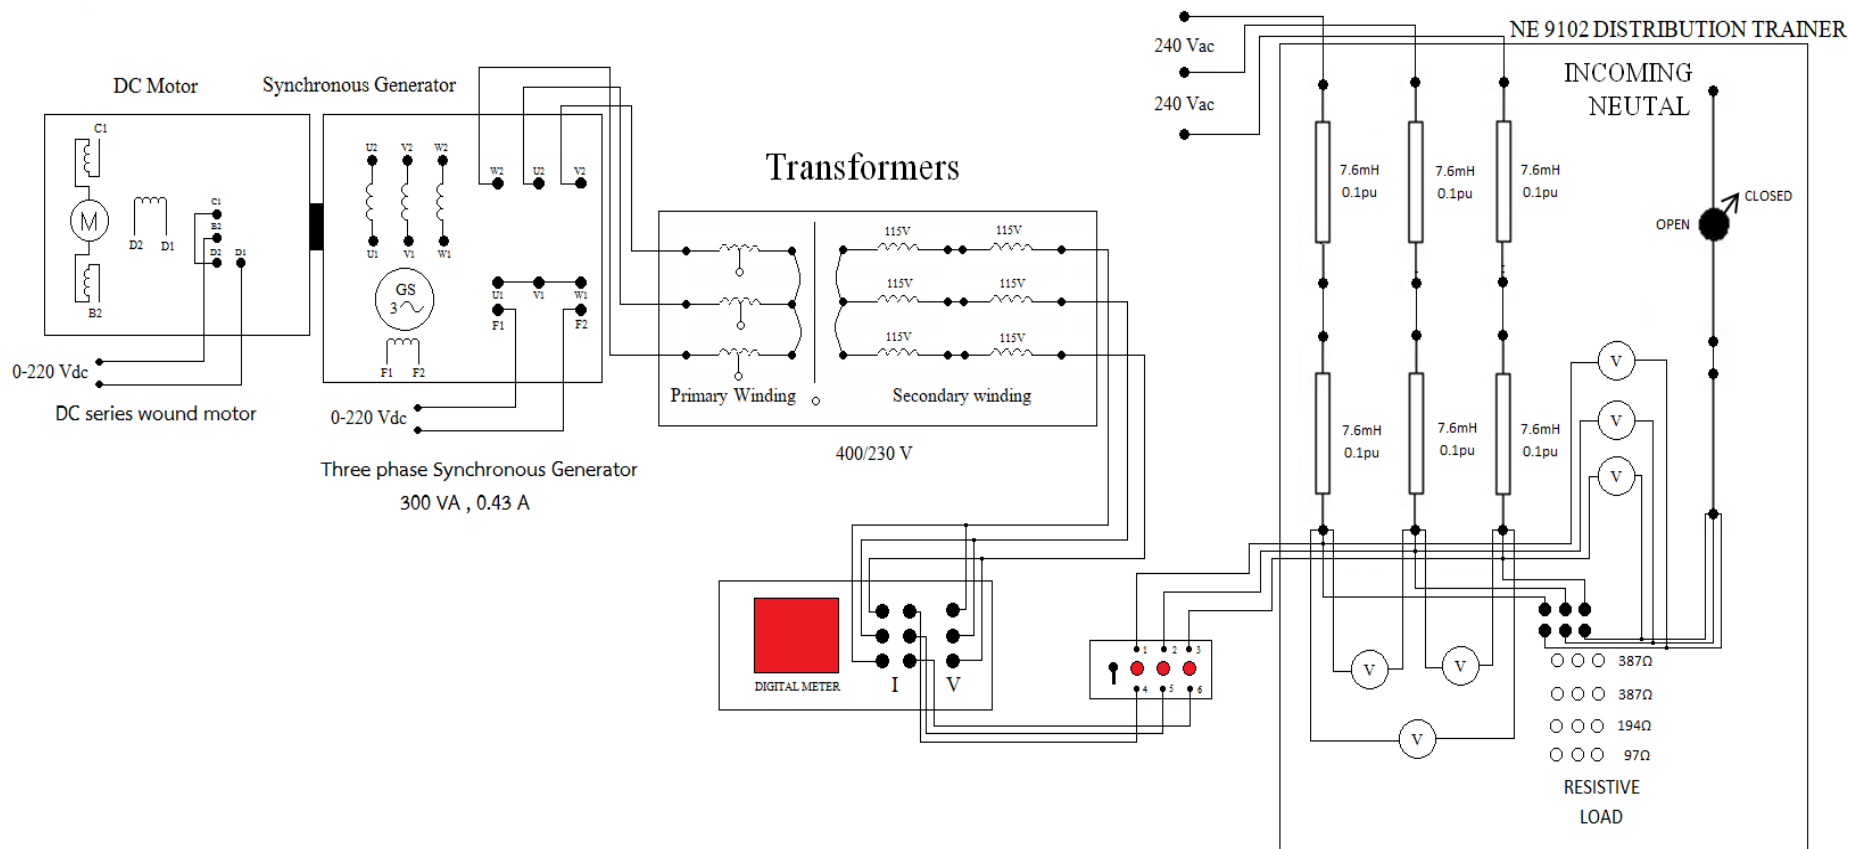 NE 9102 DISTRIBUTION TRAINER
240 Vac
240 Vac
INCOMING
NEUTAL
DC Motor
Synchronous Generator
Transformers
C1
M
D2 D1
B2
C1
B2
D2 D1
U2 V2 W2
U1 V1 W1
GS
3
F1 F2
W2 U2 V2
U1 V1 W1
F1 F2
0-220 Vdc
DC series wound motor
0-220 Vdc
Three phase Synchronous Generator
300 VA , 0.43 A
115V 115V
115V 115V
115V 115V
Primary Winding
Secondary winding
400/230 V
7.6mH
0.1pu
7.6mH
0.1pu
7.6mH
0.1pu
CLOSED
OPEN
7.6mH
0.1pu
7.6mH
0.1pu
7.6mH
0.1pu
V
V
V
DIGITAL METER
I V
1 2 3
4 5 6
V
V
V
387Ω
387Ω
194Ω
97Ω
RESISTIVE
LOAD